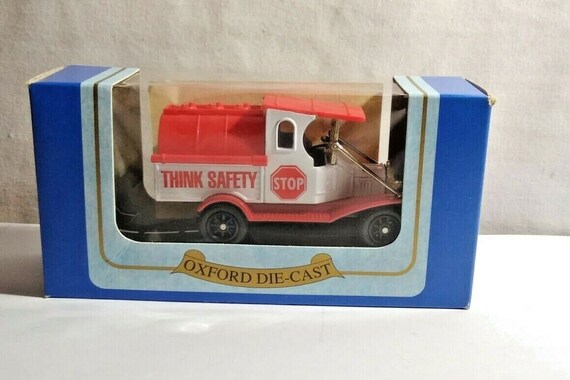 THINK SAFETY
STOP
OXFORD DIE-CAST